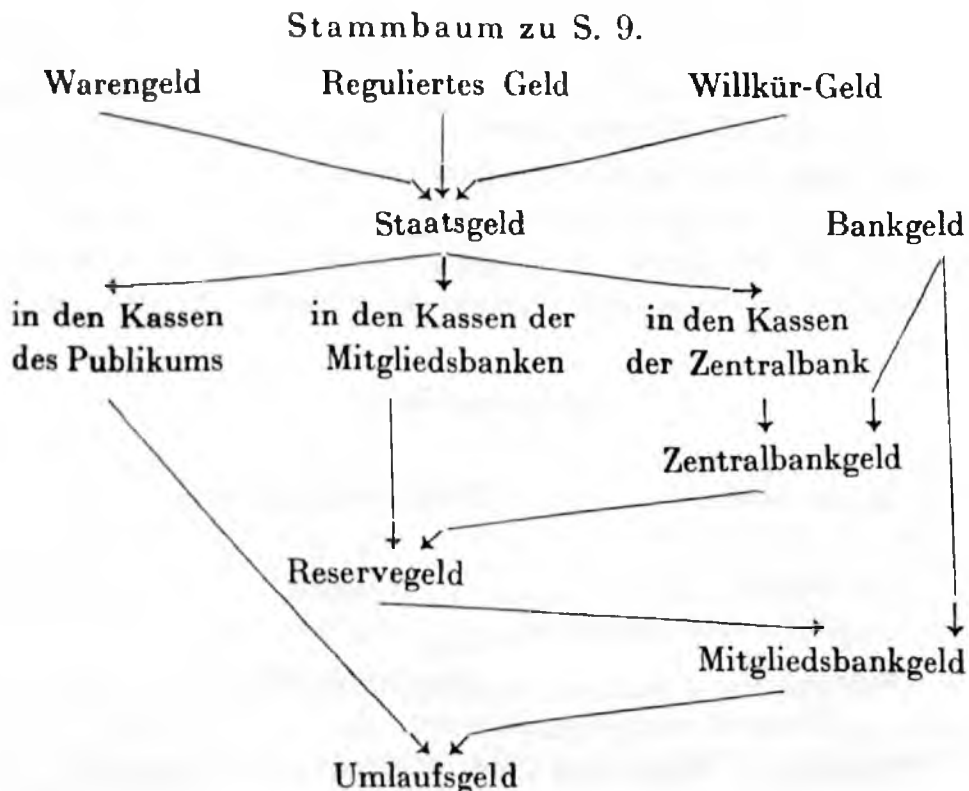 Stammbaum zu S. 9.
Warengeld Reguliertes Geld Willkür-Geld
Staatsgeld Bankgeld
in den Kassen
des Publikums
in den Kassen der
Mitgliedsbanken
in den Kassen
der Zentralbank
Zentralbankgeld
Reservegeld
Mitgliedsbankgeld
Umlaufsgeld